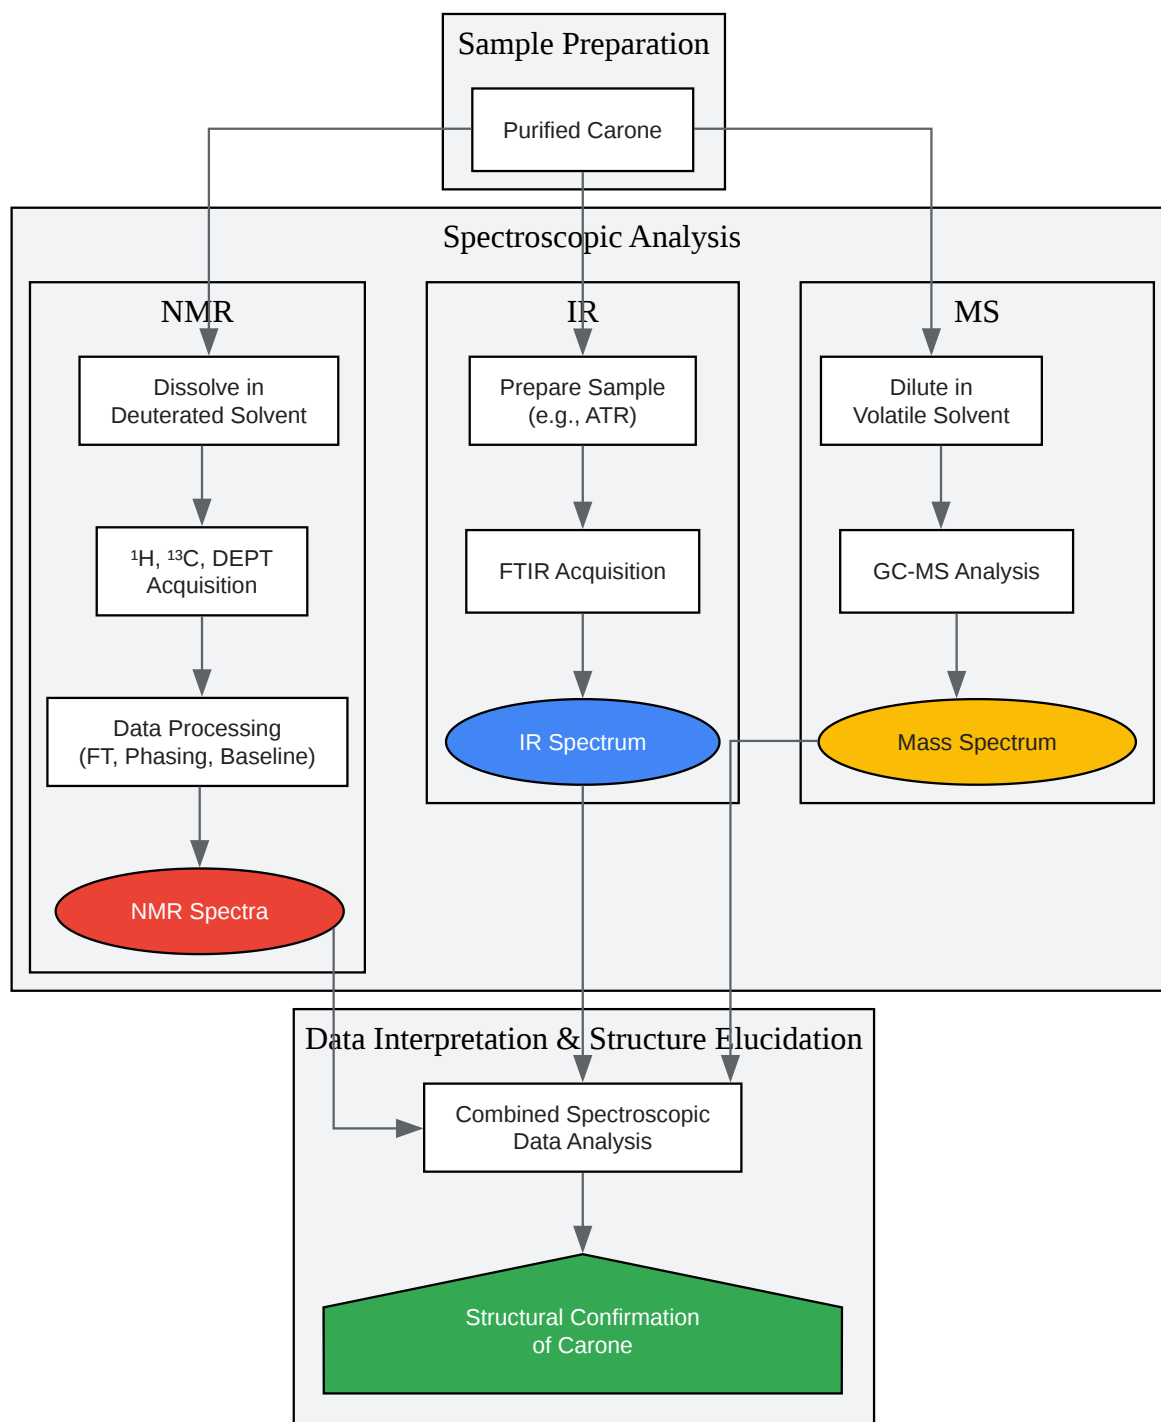 Sample Preparation
Purified Carone
Spectroscopic Analysis
NMR
Dissolve in
Deuterated Solvent
¹H, ¹³C, DEPT
Acquisition
Data Processing
(FT, Phasing, Baseline)
NMR Spectra
IR
Prepare Sample
(e.g., ATR)
FTIR Acquisition
IR Spectrum
MS
Dilute in
Volatile Solvent
GC-MS Analysis
Mass Spectrum
Data Interpretation & Structure Elucidation
Combined Spectroscopic
Data Analysis
Structural Confirmation
of Carone